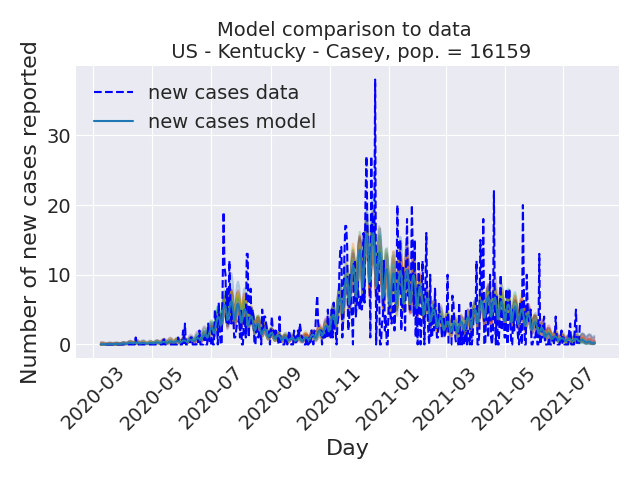 Model comparison to data
US - Kentucky - Casey, pop. = 16159
new cases data
new cases model
Number of new cases reported
30
20
10
0
2020-03
2020-05
2020-07
2020-09
2020-11
2021-01
2021-03
2021-05
2021-07
Day